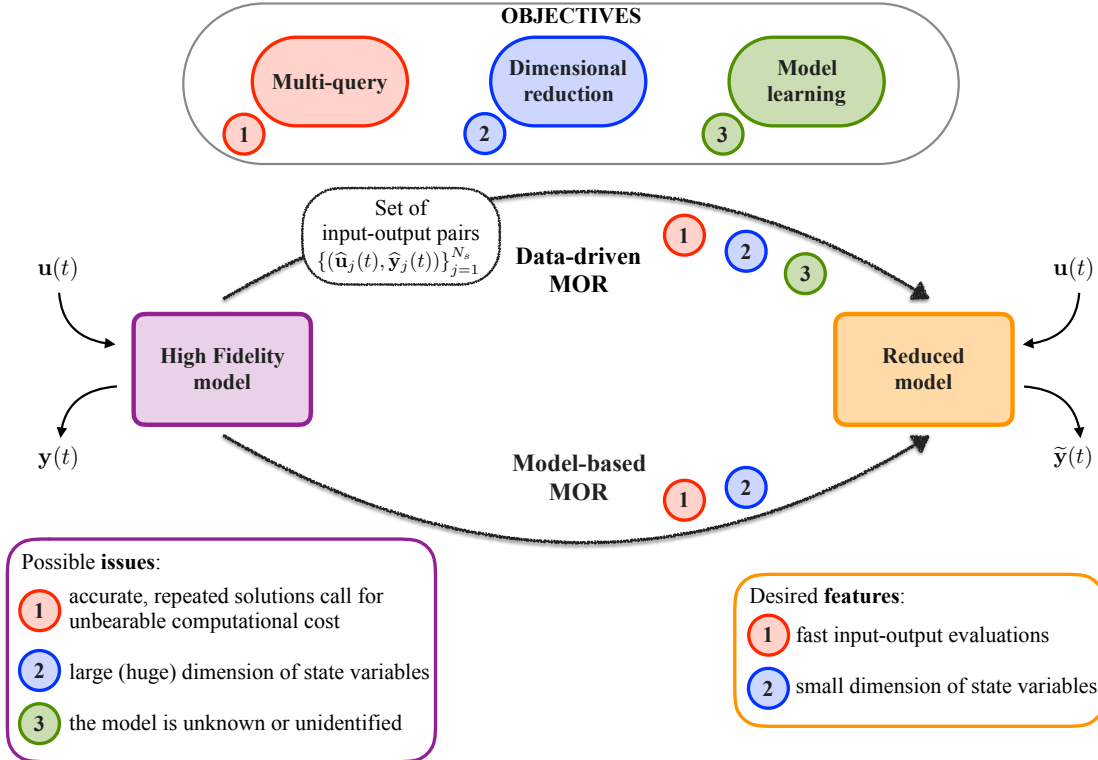 OBJECTIVES
Multi-query
1
Dimensional
reduction
2
Model
learning
3
Set of
input-output pairs
{(û_j(t), ŷ_j(t))}_{j=1}^{N_s}
Data-driven
MOR
1
2
3
u(t)
High Fidelity
model
y(t)
u(t)
Reduced
model
ỹ(t)
Model-based
MOR
1
2
Possible issues:
1 accurate, repeated solutions call for
unbearable computational cost
2 large (huge) dimension of state variables
3 the model is unknown or unidentified
Desired features:
1 fast input-output evaluations
2 small dimension of state variables